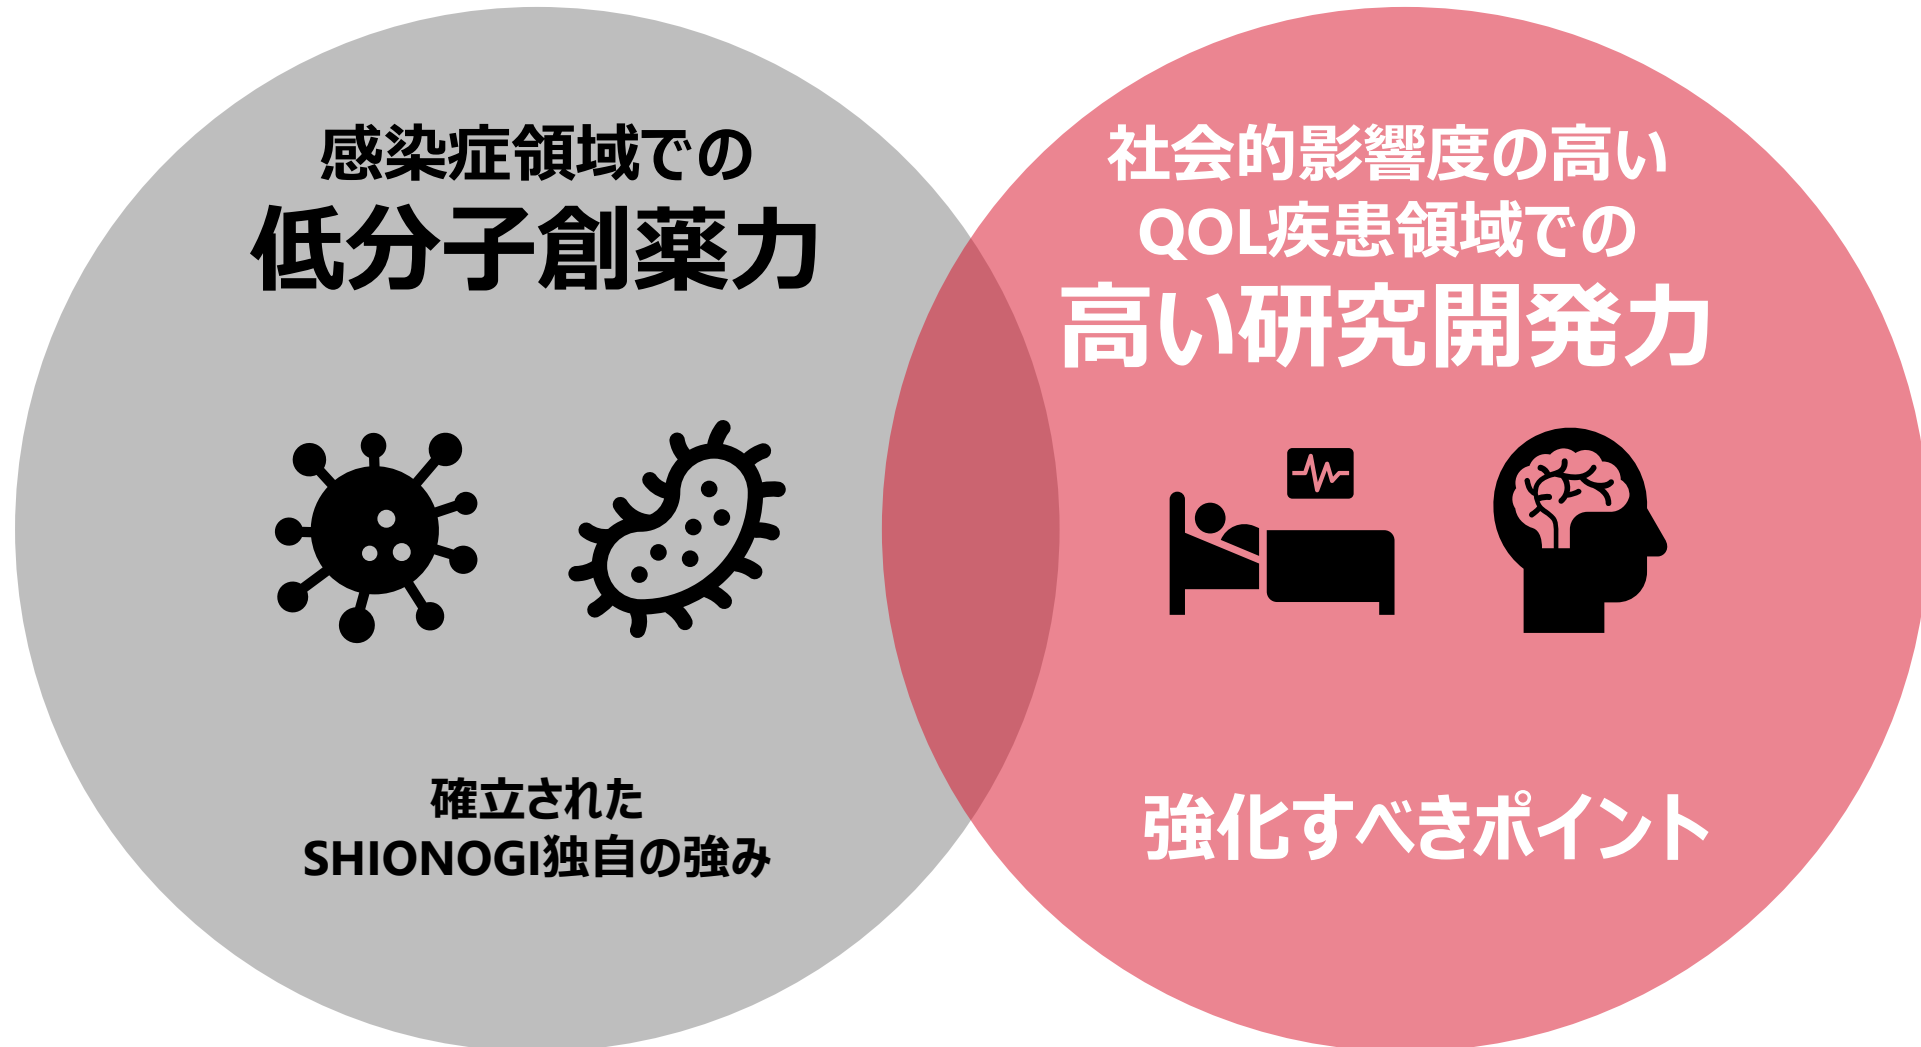 感染症領域での
低分子創薬力
確立された
SHIONOGI独自の強み
社会的影響度の高い
QOL疾患領域での
高い研究開発力
強化すべきポイント